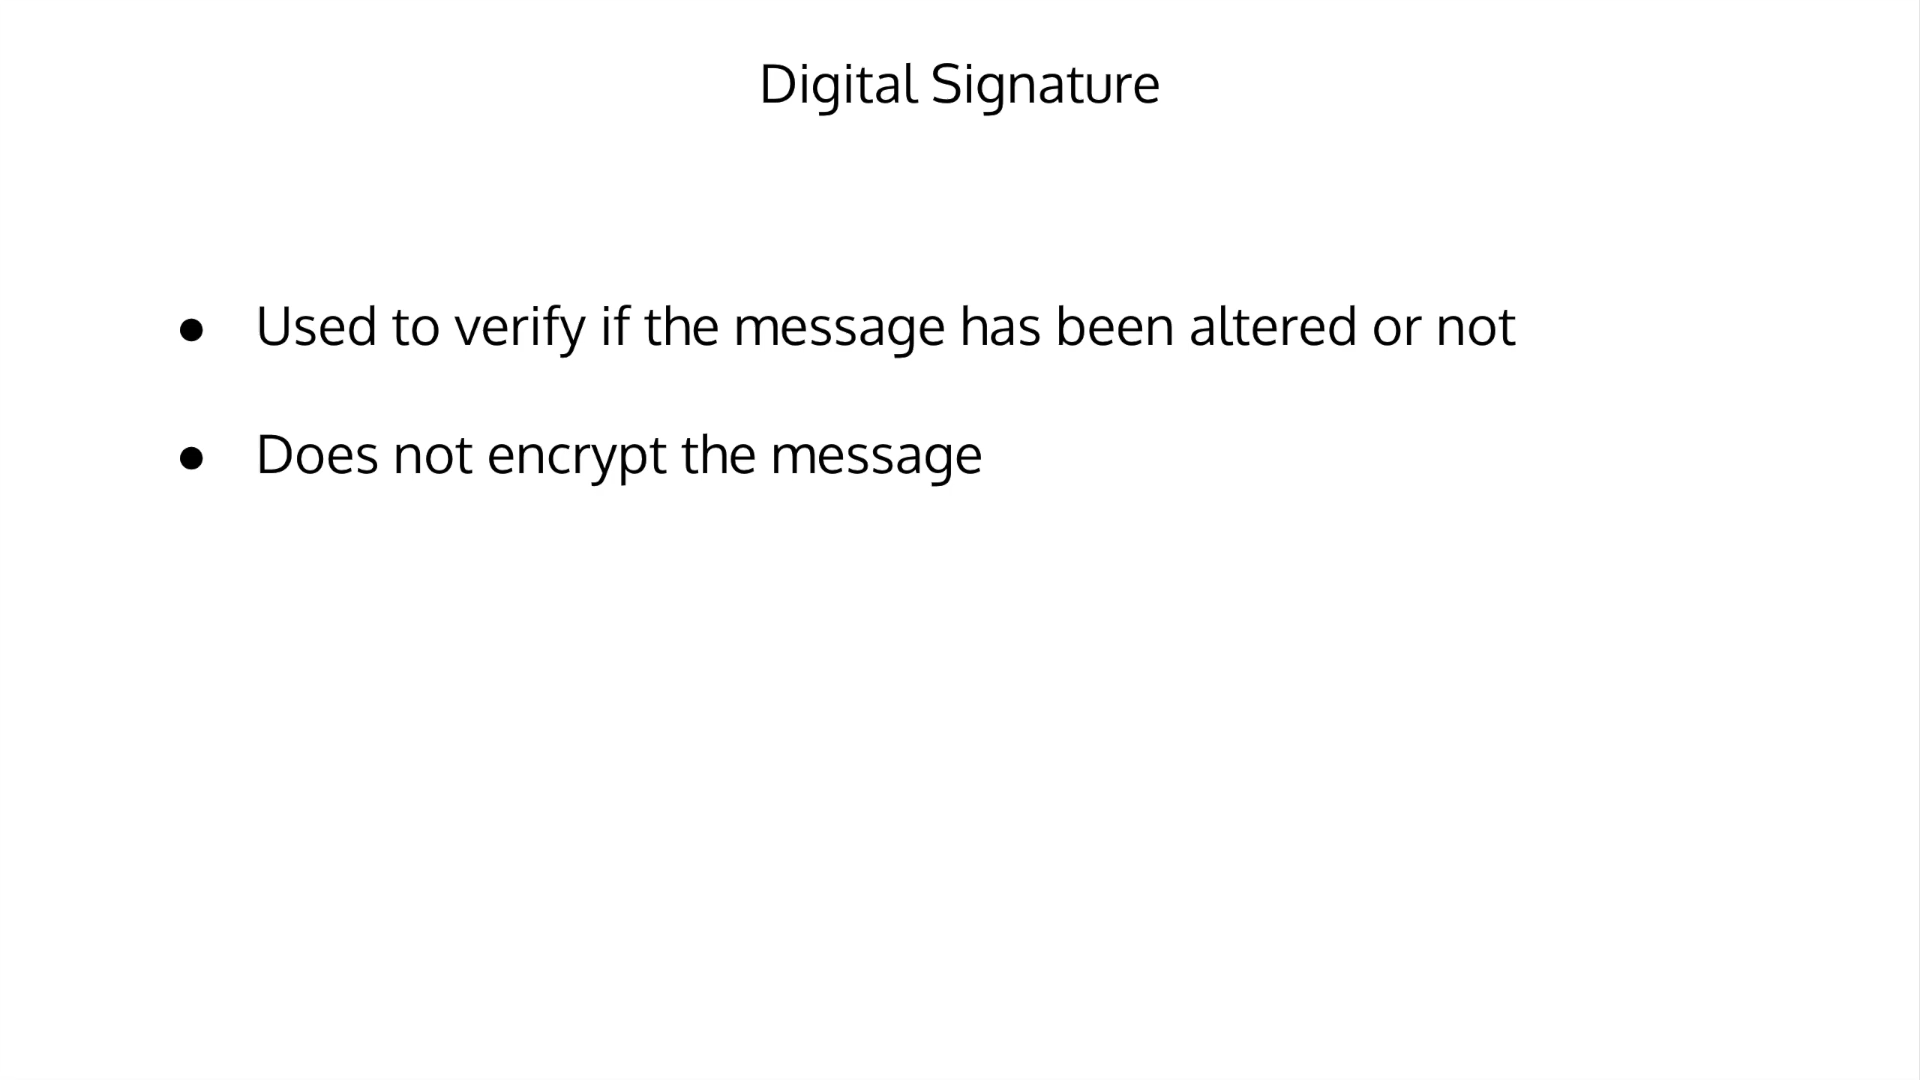 Digital Signature
● Used to verify if the message has been altered or not
● Does not encrypt the message